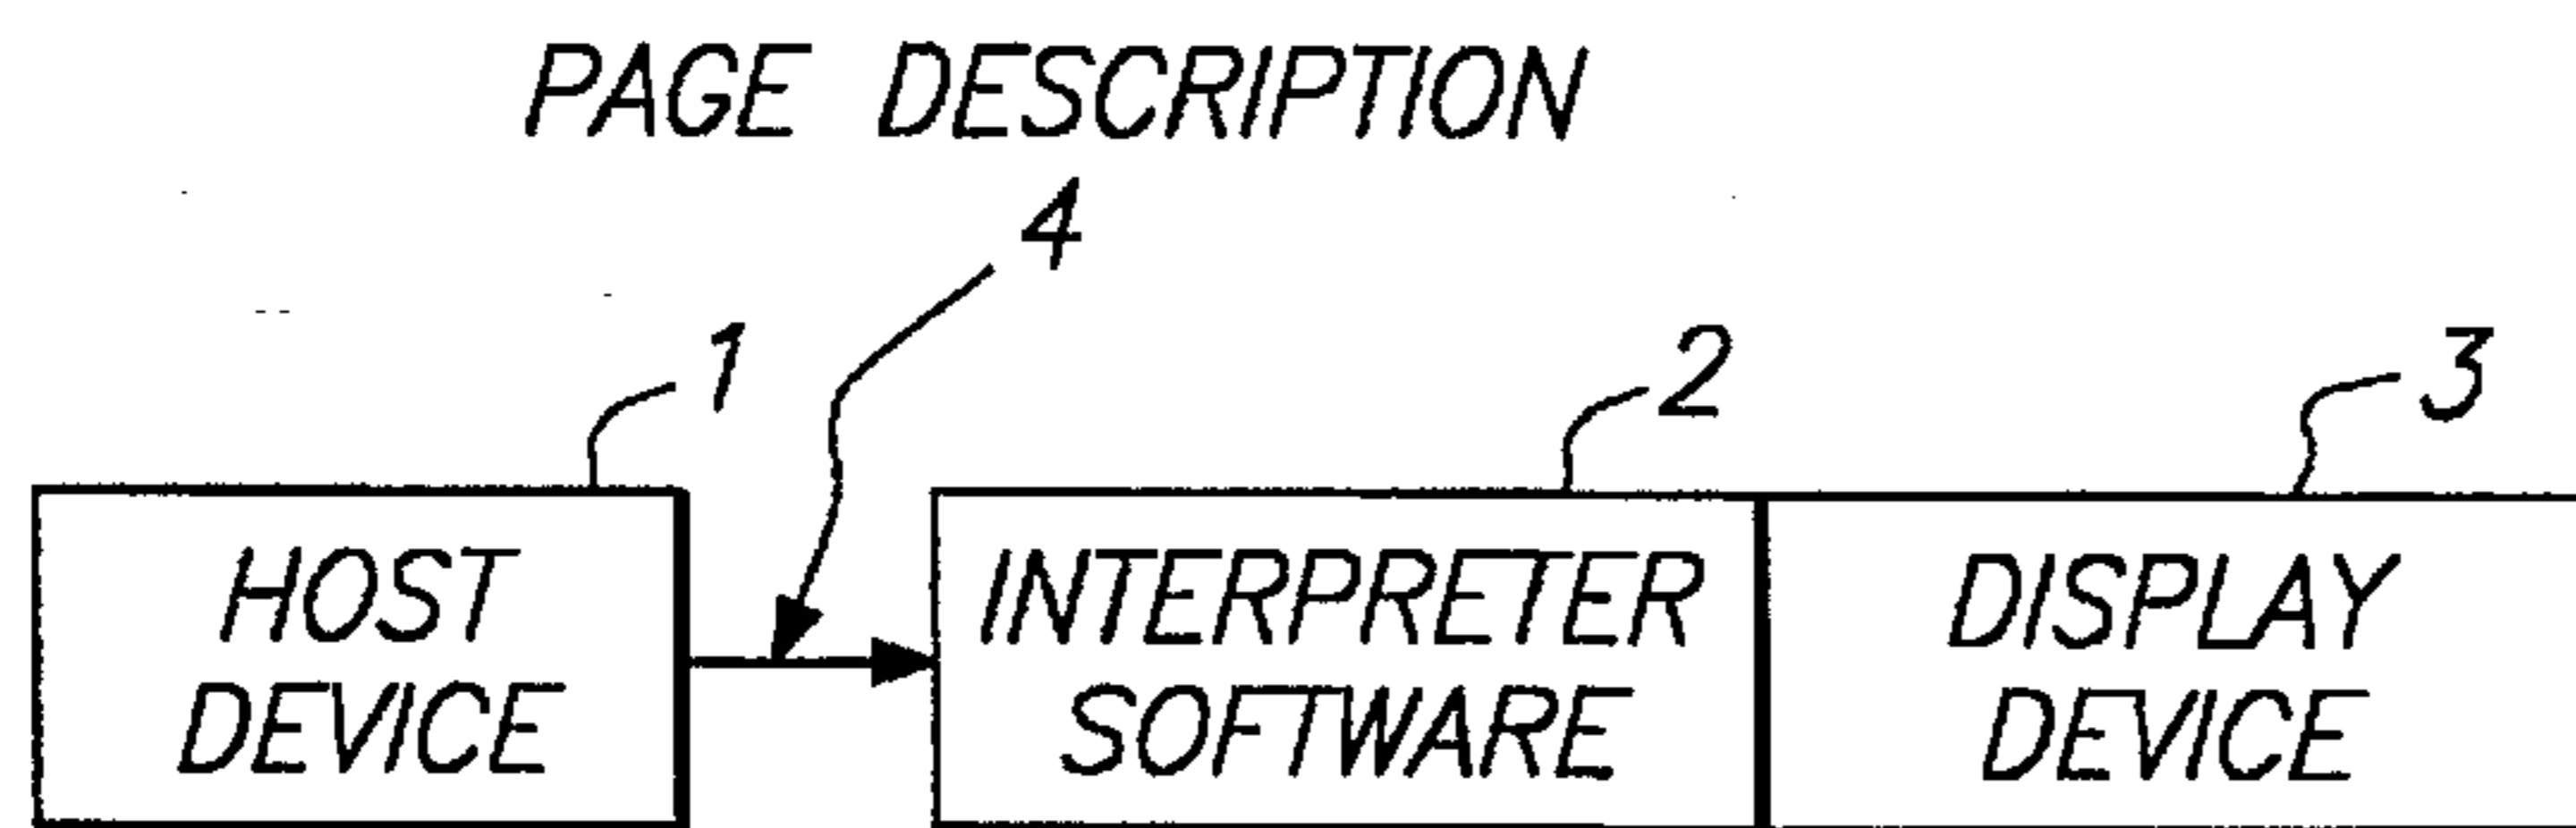 PAGE DESCRIPTION
4
1
2
3
HOST
DEVICE
INTERPRETER
SOFTWARE
DISPLAY
DEVICE